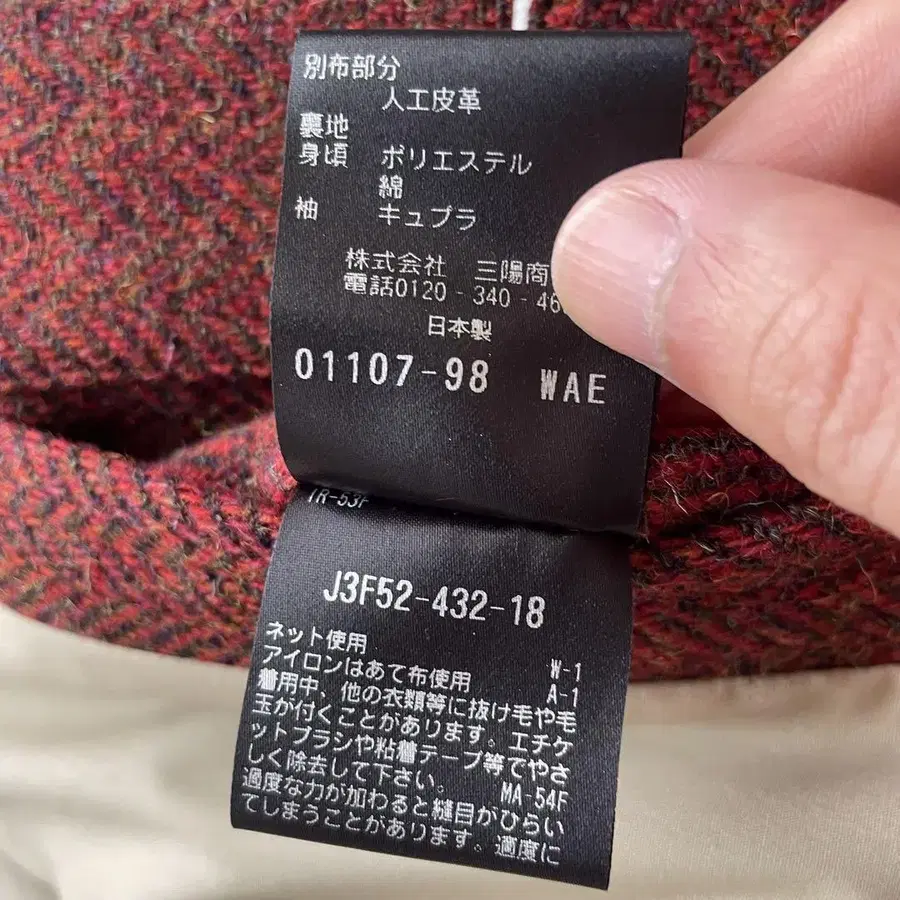 別布部分
人工皮革
裏地
身頃 ポリエステル
綿
袖 キュプラ
株式会社 三陽商
電話0120-340-46
日本製
01107-98 WAE
TR-53F
J3F52-432-18
ネット使用 W-1
アイロンはあて布使用 A-1
着用中、他の衣類等に抜け毛や毛
玉が付くことがあります。エチケ
ットブラシや粘着テープ等でやさ
しく除去して下さい。 MA-54F
過度な力が加わると縫目がひらい
てしまうことがあります。適度に